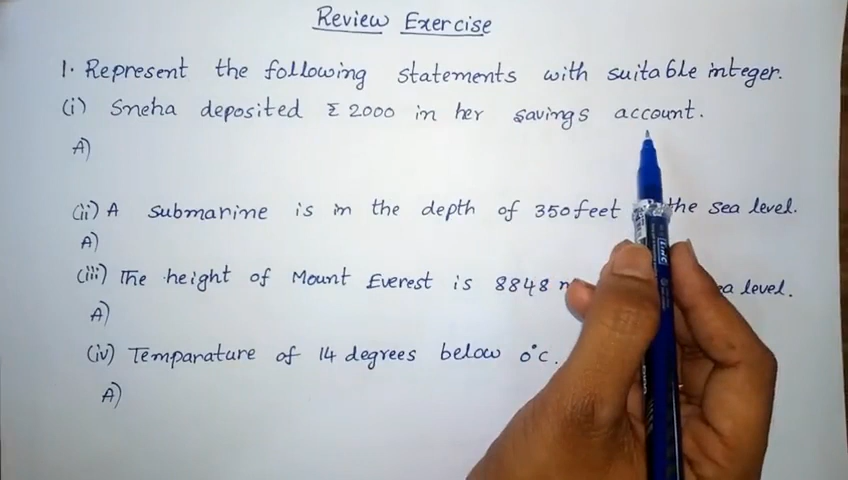 Review Exercise
1. Represent the following statements with suitable integer.
(i) Sneha deposited ₹ 2000 in her savings account.
A)
(ii) A submarine is in the depth of 350 feet the sea level.
A)
(iii) The height of Mount Everest is 8848 level.
A)
(iv) Temparature of 14 degrees below 0°c.
A)